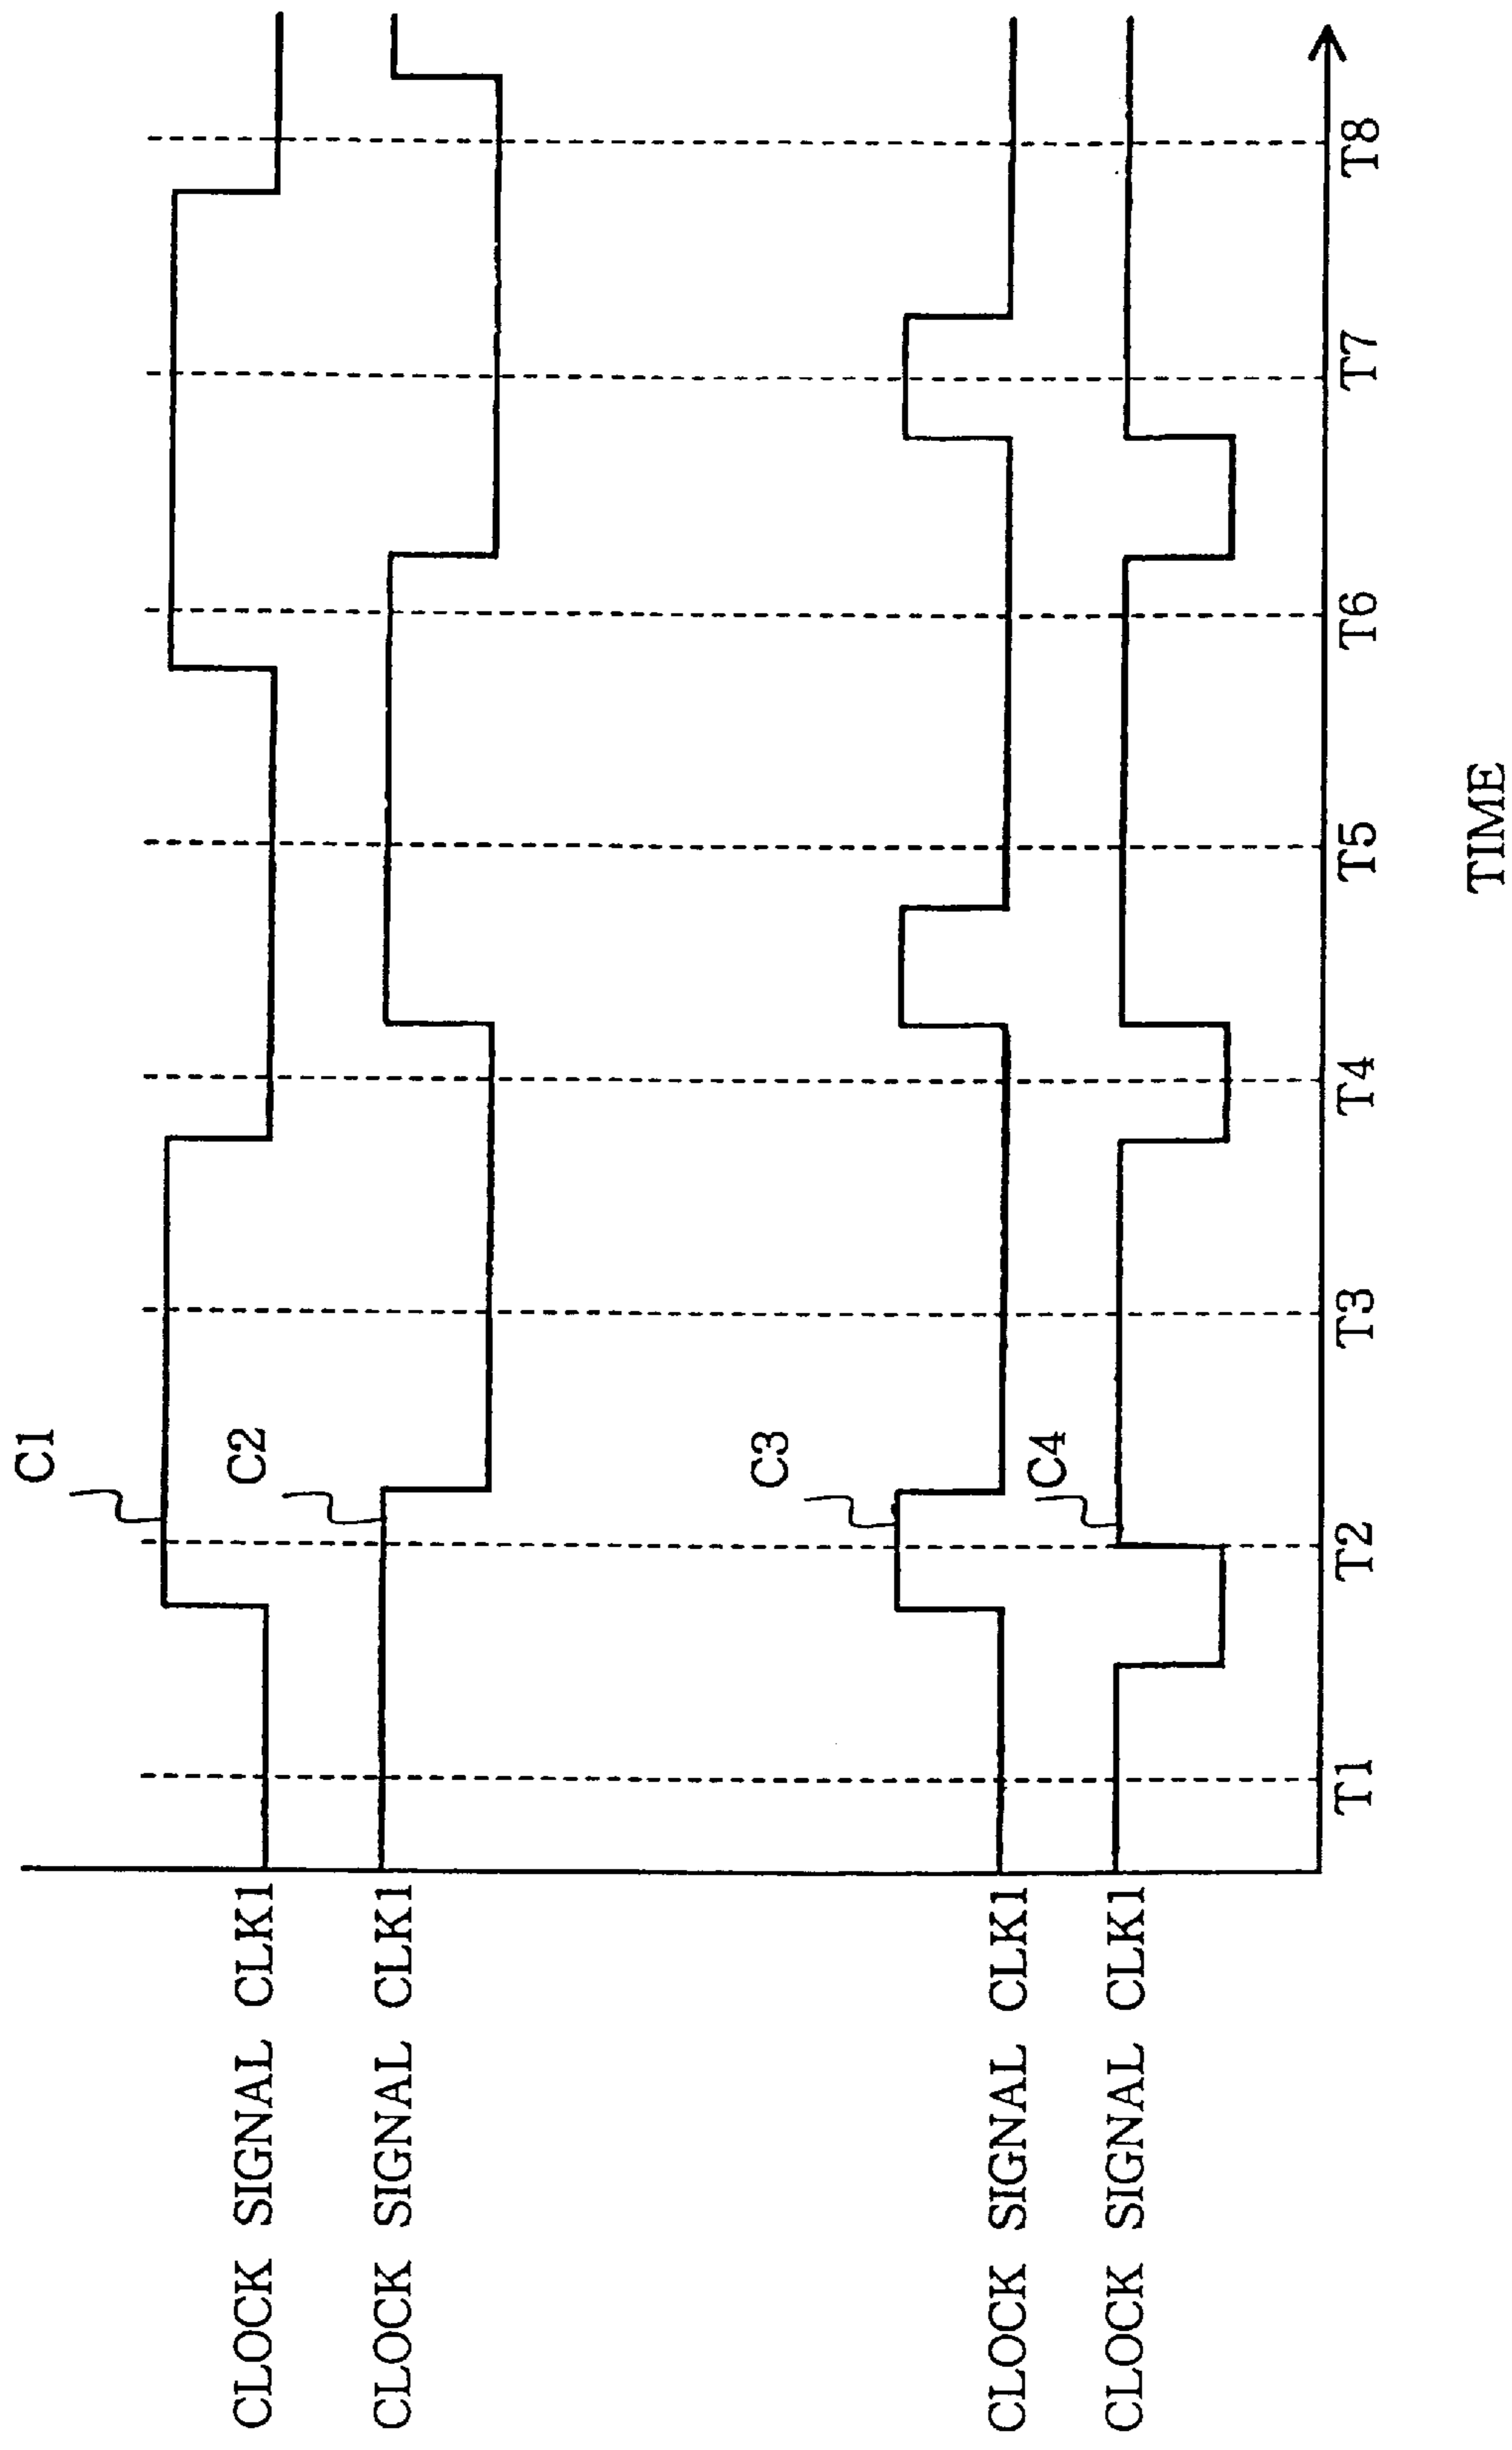 C1
CLOCK SIGNAL CLK1
C2
CLOCK SIGNAL CLK1
C3
CLOCK SIGNAL CLK1
C4
CLOCK SIGNAL CLK1
T1 T2 T3 T4 T5 T6 T7 T8
TIME